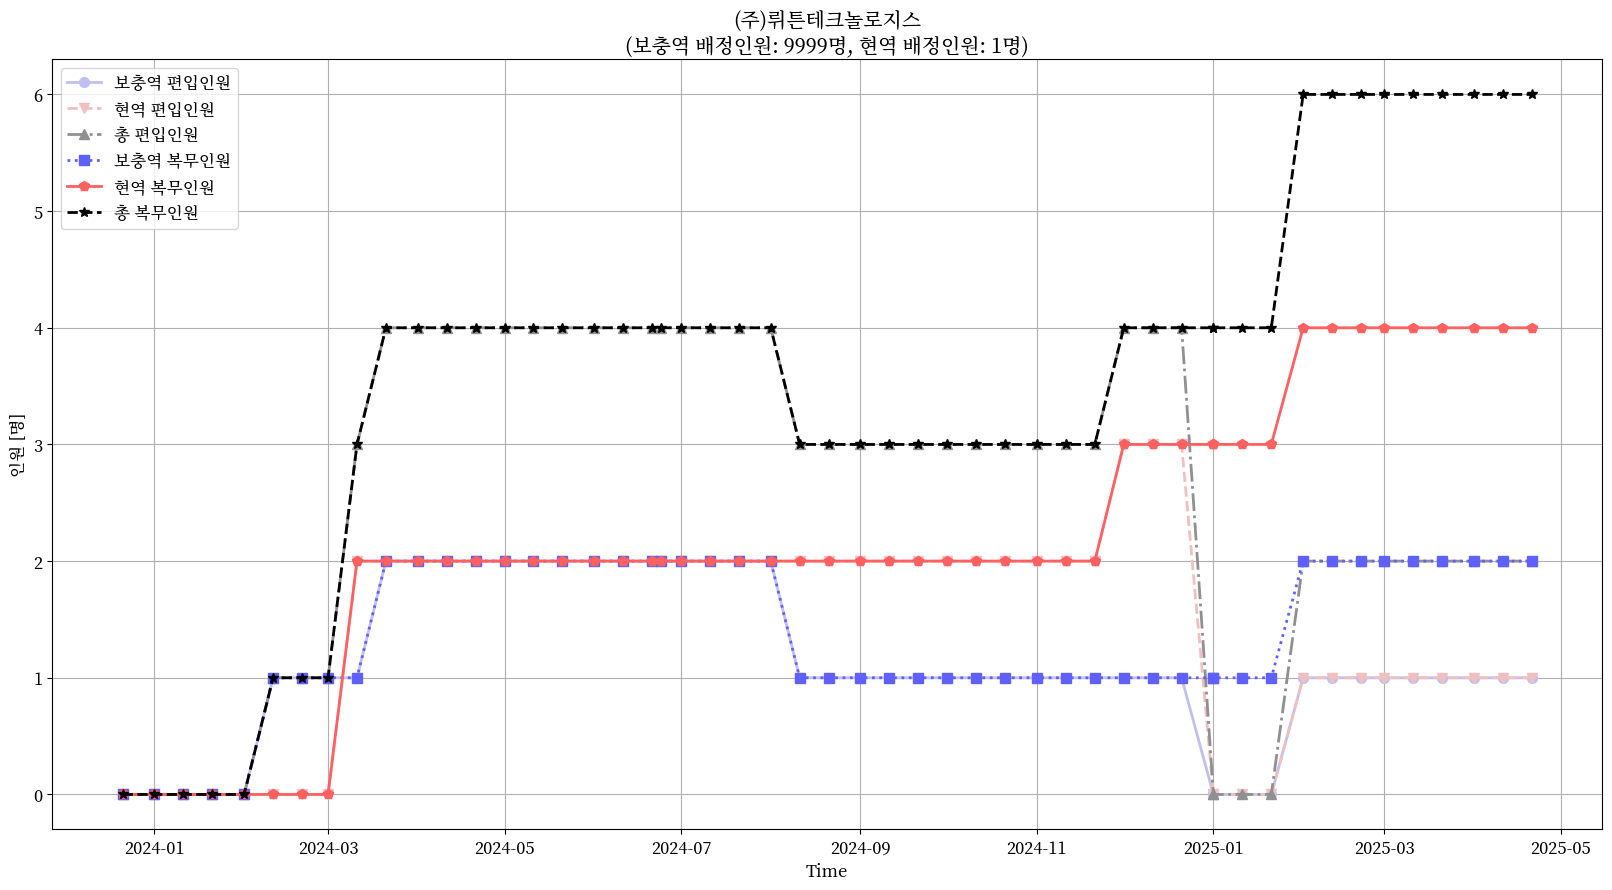 (주)뤼튼테크놀로지스
(보충역 배정인원: 9999명, 현역 배정인원: 1명)
보충역 편입인원
현역 편입인원
총 편입인원
보충역 복무인원
현역 복무인원
총 복무인원
인원 [명]
6
5
4
3
2
1
0
2024-01
2024-03
2024-05
2024-07
2024-09
2024-11
2025-01
2025-03
2025-05
Time